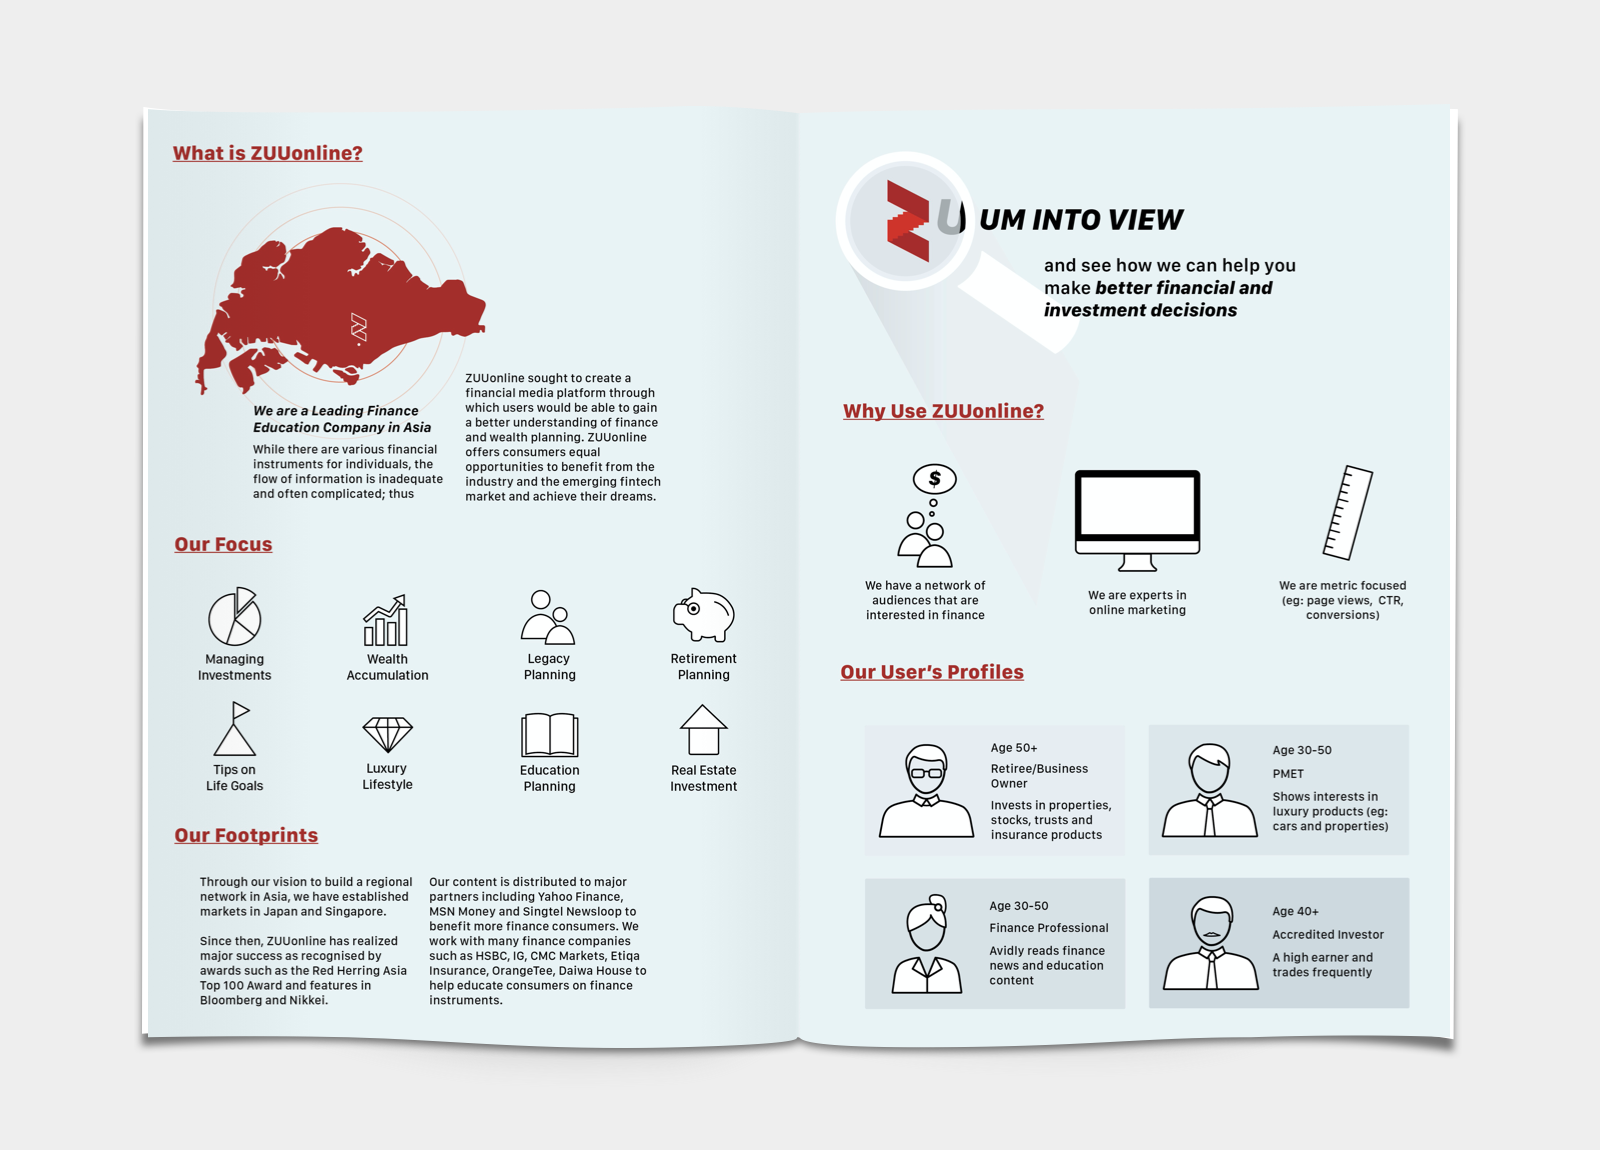 What is ZUUonline?
We are a Leading Finance
Education Company in Asia
While there are various financial
instruments for individuals, the
flow of information is inadequate
and often complicated; thus
ZUUonline sought to create a
financial media platform through
which users would be able to gain
a better understanding of finance
and wealth planning. ZUUonline
offers consumers equal
opportunities to benefit from the
industry and the emerging fintech
market and achieve their dreams.
Our Focus
Managing
Investments
Wealth
Accumulation
Legacy
Planning
Retirement
Planning
Tips on
Life Goals
Luxury
Lifestyle
Education
Planning
Real Estate
Investment
Our Footprints
Through our vision to build a regional
network in Asia, we have established
markets in Japan and Singapore.
Since then, ZUUonline has realized
major success as recognised by
awards such as the Red Herring Asia
Top 100 Award and features in
Bloomberg and Nikkei.
Our content is distributed to major
partners including Yahoo Finance,
MSN Money and Singtel Newsloop to
benefit more finance consumers. We
work with many finance companies
such as HSBC, IG, CMC Markets, Etiqa
Insurance, OrangeTee, Daiwa House to
help educate consumers on finance
instruments.
ZUUM INTO VIEW
and see how we can help you
make better financial and
investment decisions
Why Use ZUUonline?
$
We have a network of
audiences that are
interested in finance
We are experts in
online marketing
We are metric focused
(eg: page views, CTR,
conversions)
Our User's Profiles
Age 50+
Retiree/Business
Owner
Invests in properties,
stocks, trusts and
insurance products
Age 30-50
PMET
Shows interests in
luxury products (eg:
cars and properties)
Age 30-50
Finance Professional
Avidly reads finance
news and education
content
Age 40+
Accredited Investor
A high earner and
trades frequently